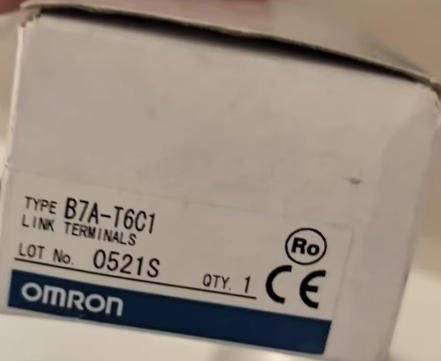 TYPE B7A-T6C1
LINK TERMINALS
LOT No. 0521S QTY. 1
Ro
CE
OMRON